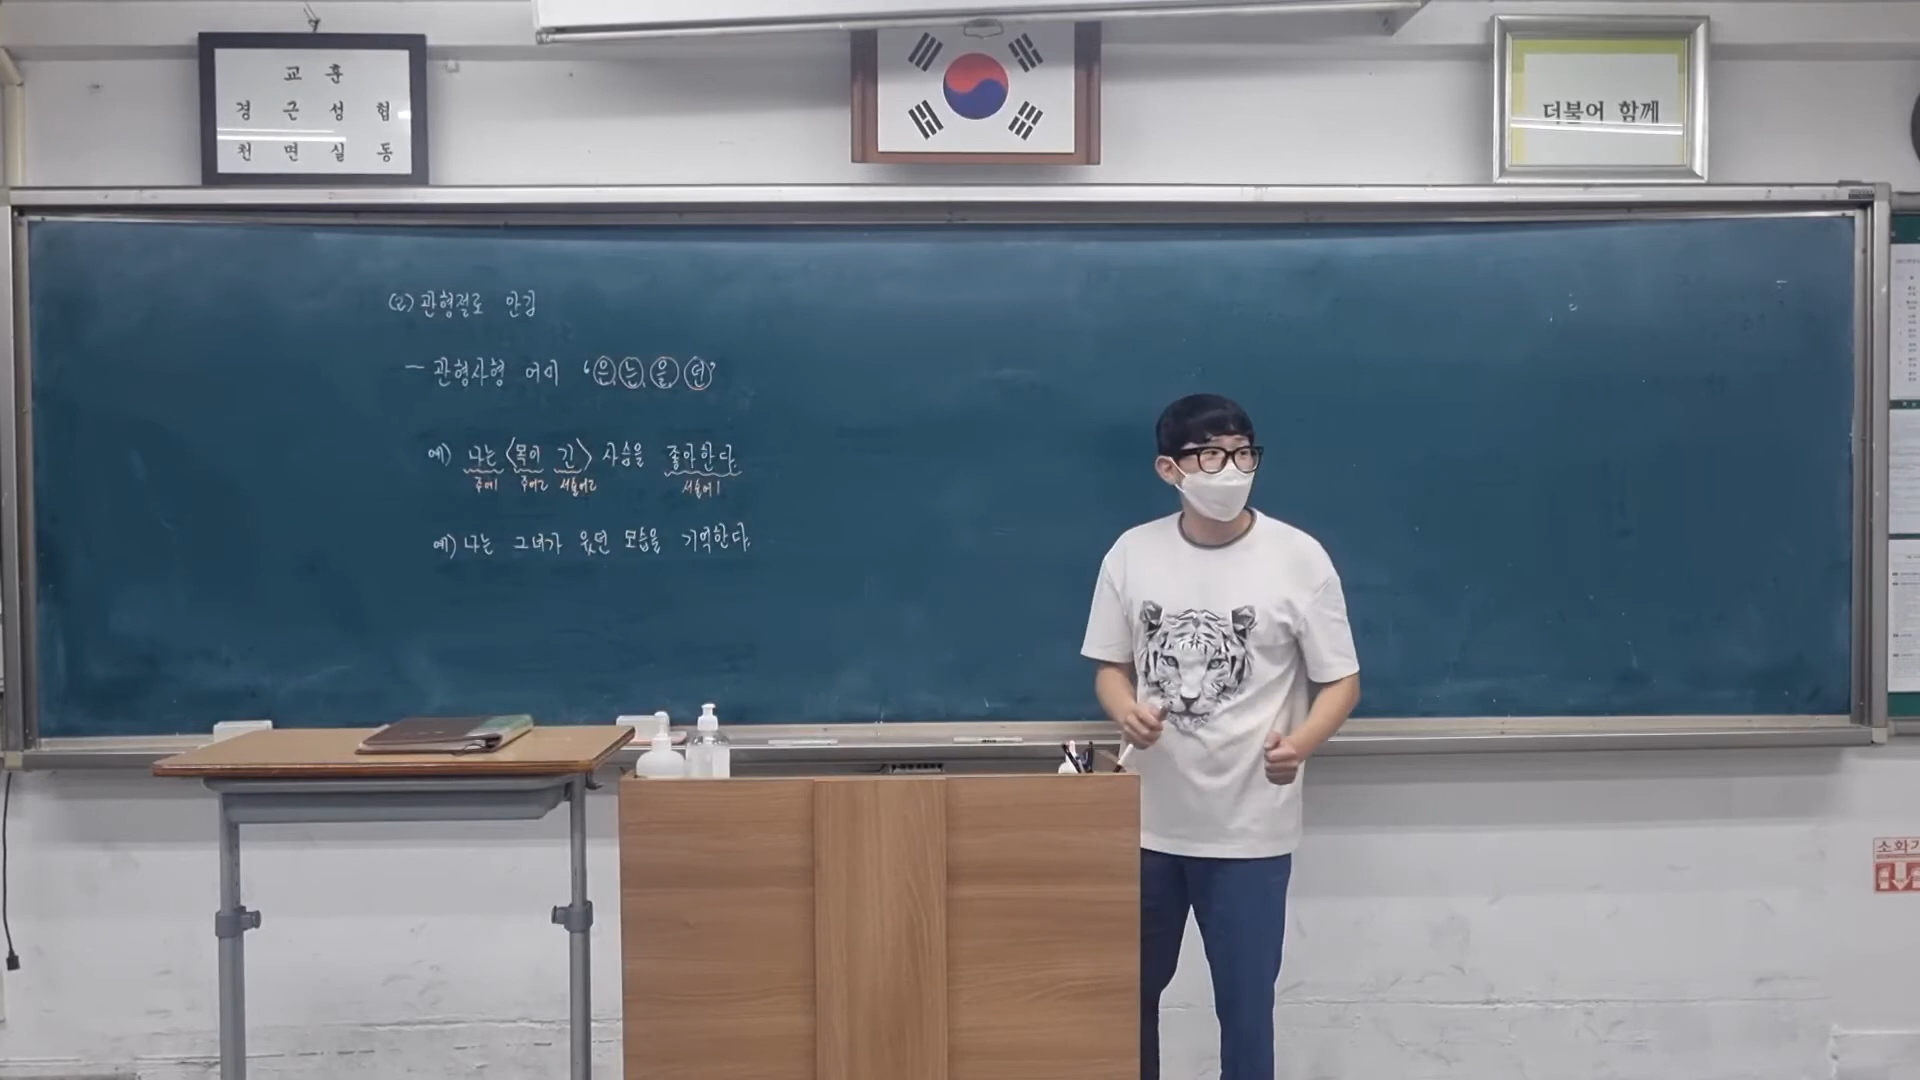 교 훈
경 근 성 협
천 면 실 동
더불어 함께
(2) 관형절로 안김
- 관형사형 어미 '은, 는, 을, 던'
예) 나는 <목이 긴> 사슴을 좋아한다.
주어1 주어2 서술어2 서술어1
예) 나는 그녀가 웃던 모습을 기억한다.
소화기